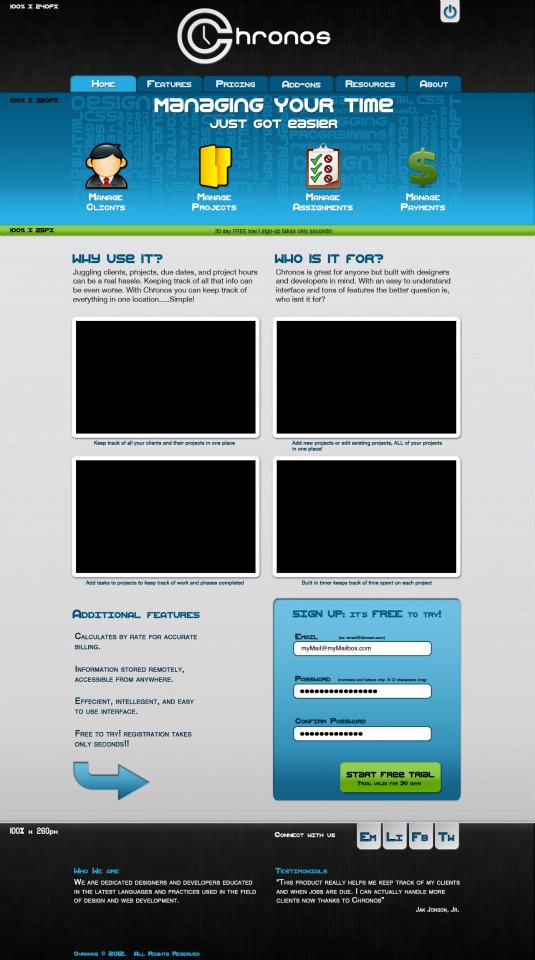 100% X 240px
Chronos
Home Features Pricing Add-ons Resources About
100% X 320px
Managing your time
just got easier
Manage Clients
Manage Projects
Manage Assignments
Manage Payments
100% X 25px
30 day FREE trial | sign-up takes only seconds!
Why use it?
Juggling clients, projects, due dates, and project hours
can be a real hassle. Keeping track of all that info can
be even worse. With Chronos you can keep track of
everything in one location.....Simple!
Who is it for?
Chronos is great for anyone but built with designers
and developers in mind. With an easy to understand
interface and tons of features the better question is,
who isnt it for?
Keep track of all your clients and their projects in one place
Add new projects or edit existing projects, ALL of your projects
in one place!
Add tasks to projects to keep track of work and phases completed
Built in timer keeps track of time spent on each project
Additional features
Calculates by rate for accurate
billing.
Information stored remotely,
accessible from anywhere.
Effecient, intellegent, and easy
to use interface.
Free to try! registration takes
only seconds!!
Sign up: it's FREE to try!
Email (ex: email@domain.com)
myMail@myMailbox.com
Password (numbers and letters only 6-12 characters long)
Confirm Password
Start free trial
Trial valid for 30 days
100% x 260px
Connect with us
Em Li Fb Tw
Who We are
We are dedicated designers and developers educated
in the latest languages and practices used in the field
of design and web development.
Testimonials
"This product really helps me keep track of my clients
and when jobs are due. I can actually handle more
clients now thanks to Chronos"
Jak Jonson, Jr.
Chronos © 2012. All Rights Reserved